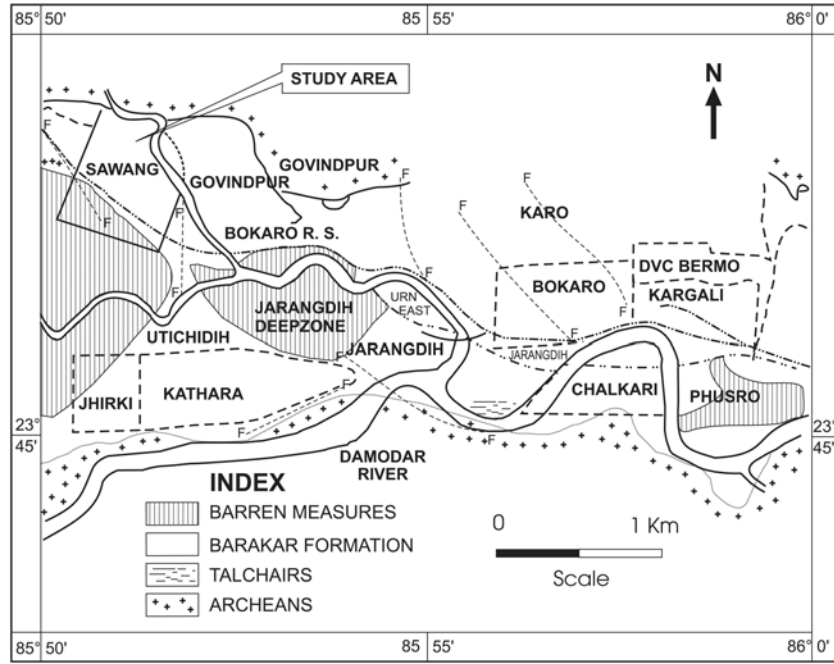 85° 50'
85° 55'
86° 0'
STUDY AREA
N
F
SAWANG
GOVINDPUR
GOVINDPUR
F
F
F
F
KARO
BOKARO R. S.
F
BOKARO
DVC BERMO
KARGALI
F
F
URN
EAST
F
JARANGDIH
DEEPZONE
UTICHIDIH
JARANGDIH
JARANGDIH
F
F
F
JHIRKI
KATHARA
CHALKARI
PHUSRO
F
F
23°
45'
23°
45'
DAMODAR
RIVER
INDEX
BARREN MEASURES
BARAKAR FORMATION
TALCHAIRS
ARCHEANS
0
1 Km
Scale
85° 50'
85° 55'
86° 0'